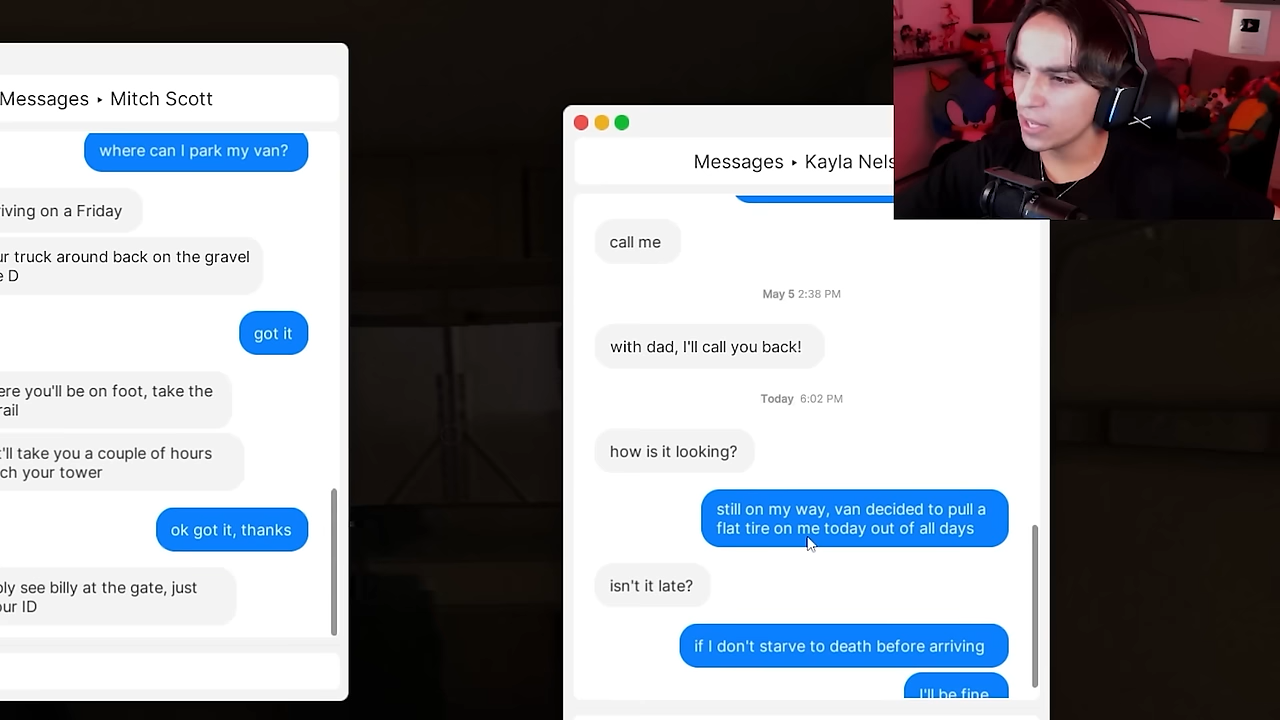 Messages ▸ Mitch Scott
where can I park my van?
iving on a Friday
ur truck around back on the gravel
e D
got it
ere you'll be on foot, take the
rail
t'll take you a couple of hours
ch your tower
ok got it, thanks
bly see billy at the gate, just
our ID
Messages ▸ Kayla Nels
call me
May 5 2:38 PM
with dad, I'll call you back!
Today 6:02 PM
how is it looking?
still on my way, van decided to pull a
flat tire on me today out of all days
isn't it late?
if I don't starve to death before arriving
I'll be fine